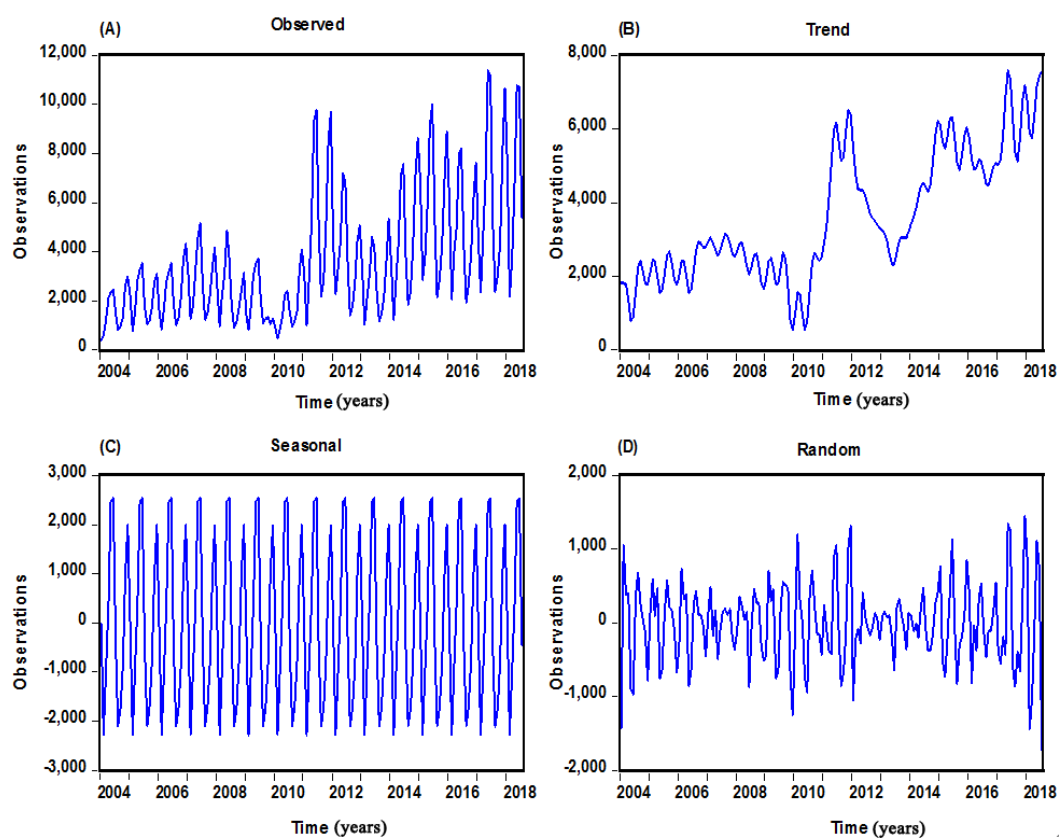 (A) Observed
12,000
10,000
8,000
6,000
4,000
2,000
0
Observations
2004 2006 2008 2010 2012 2014 2016 2018
Time (years)
(B) Trend
8,000
6,000
4,000
2,000
0
Observations
2004 2006 2008 2010 2012 2014 2016 2018
Time (years)
(C) Seasonal
3,000
2,000
1,000
0
-1,000
-2,000
-3,000
Observations
2004 2006 2008 2010 2012 2014 2016 2018
Time (years)
(D) Random
2,000
1,000
0
-1,000
-2,000
Observations
2004 2006 2008 2010 2012 2014 2016 2018
Time (years)